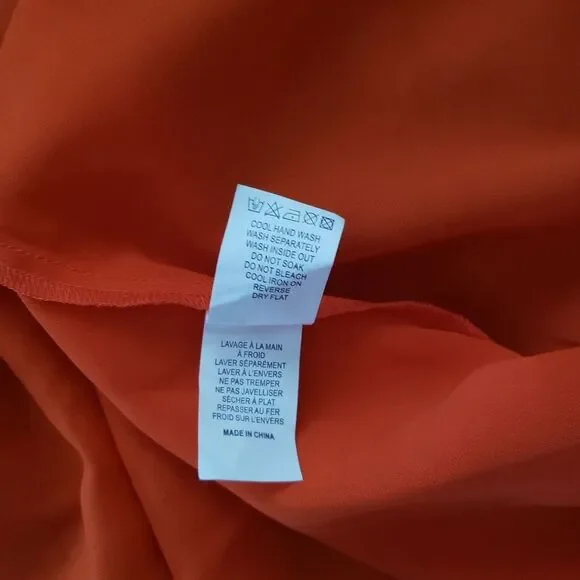 COOL HAND WASH
WASH SEPARATELY
WASH INSIDE OUT
DO NOT SOAK
DO NOT BLEACH
COOL IRON ON
REVERSE
DRY FLAT
LAVAGE À LA MAIN
À FROID
LAVER SÉPARÉMENT
LAVER À L'ENVERS
NE PAS TREMPER
NE PAS JAVELLISER
SÉCHER À PLAT
REPASSER AU FER
FROID SUR L'ENVERS
MADE IN CHINA